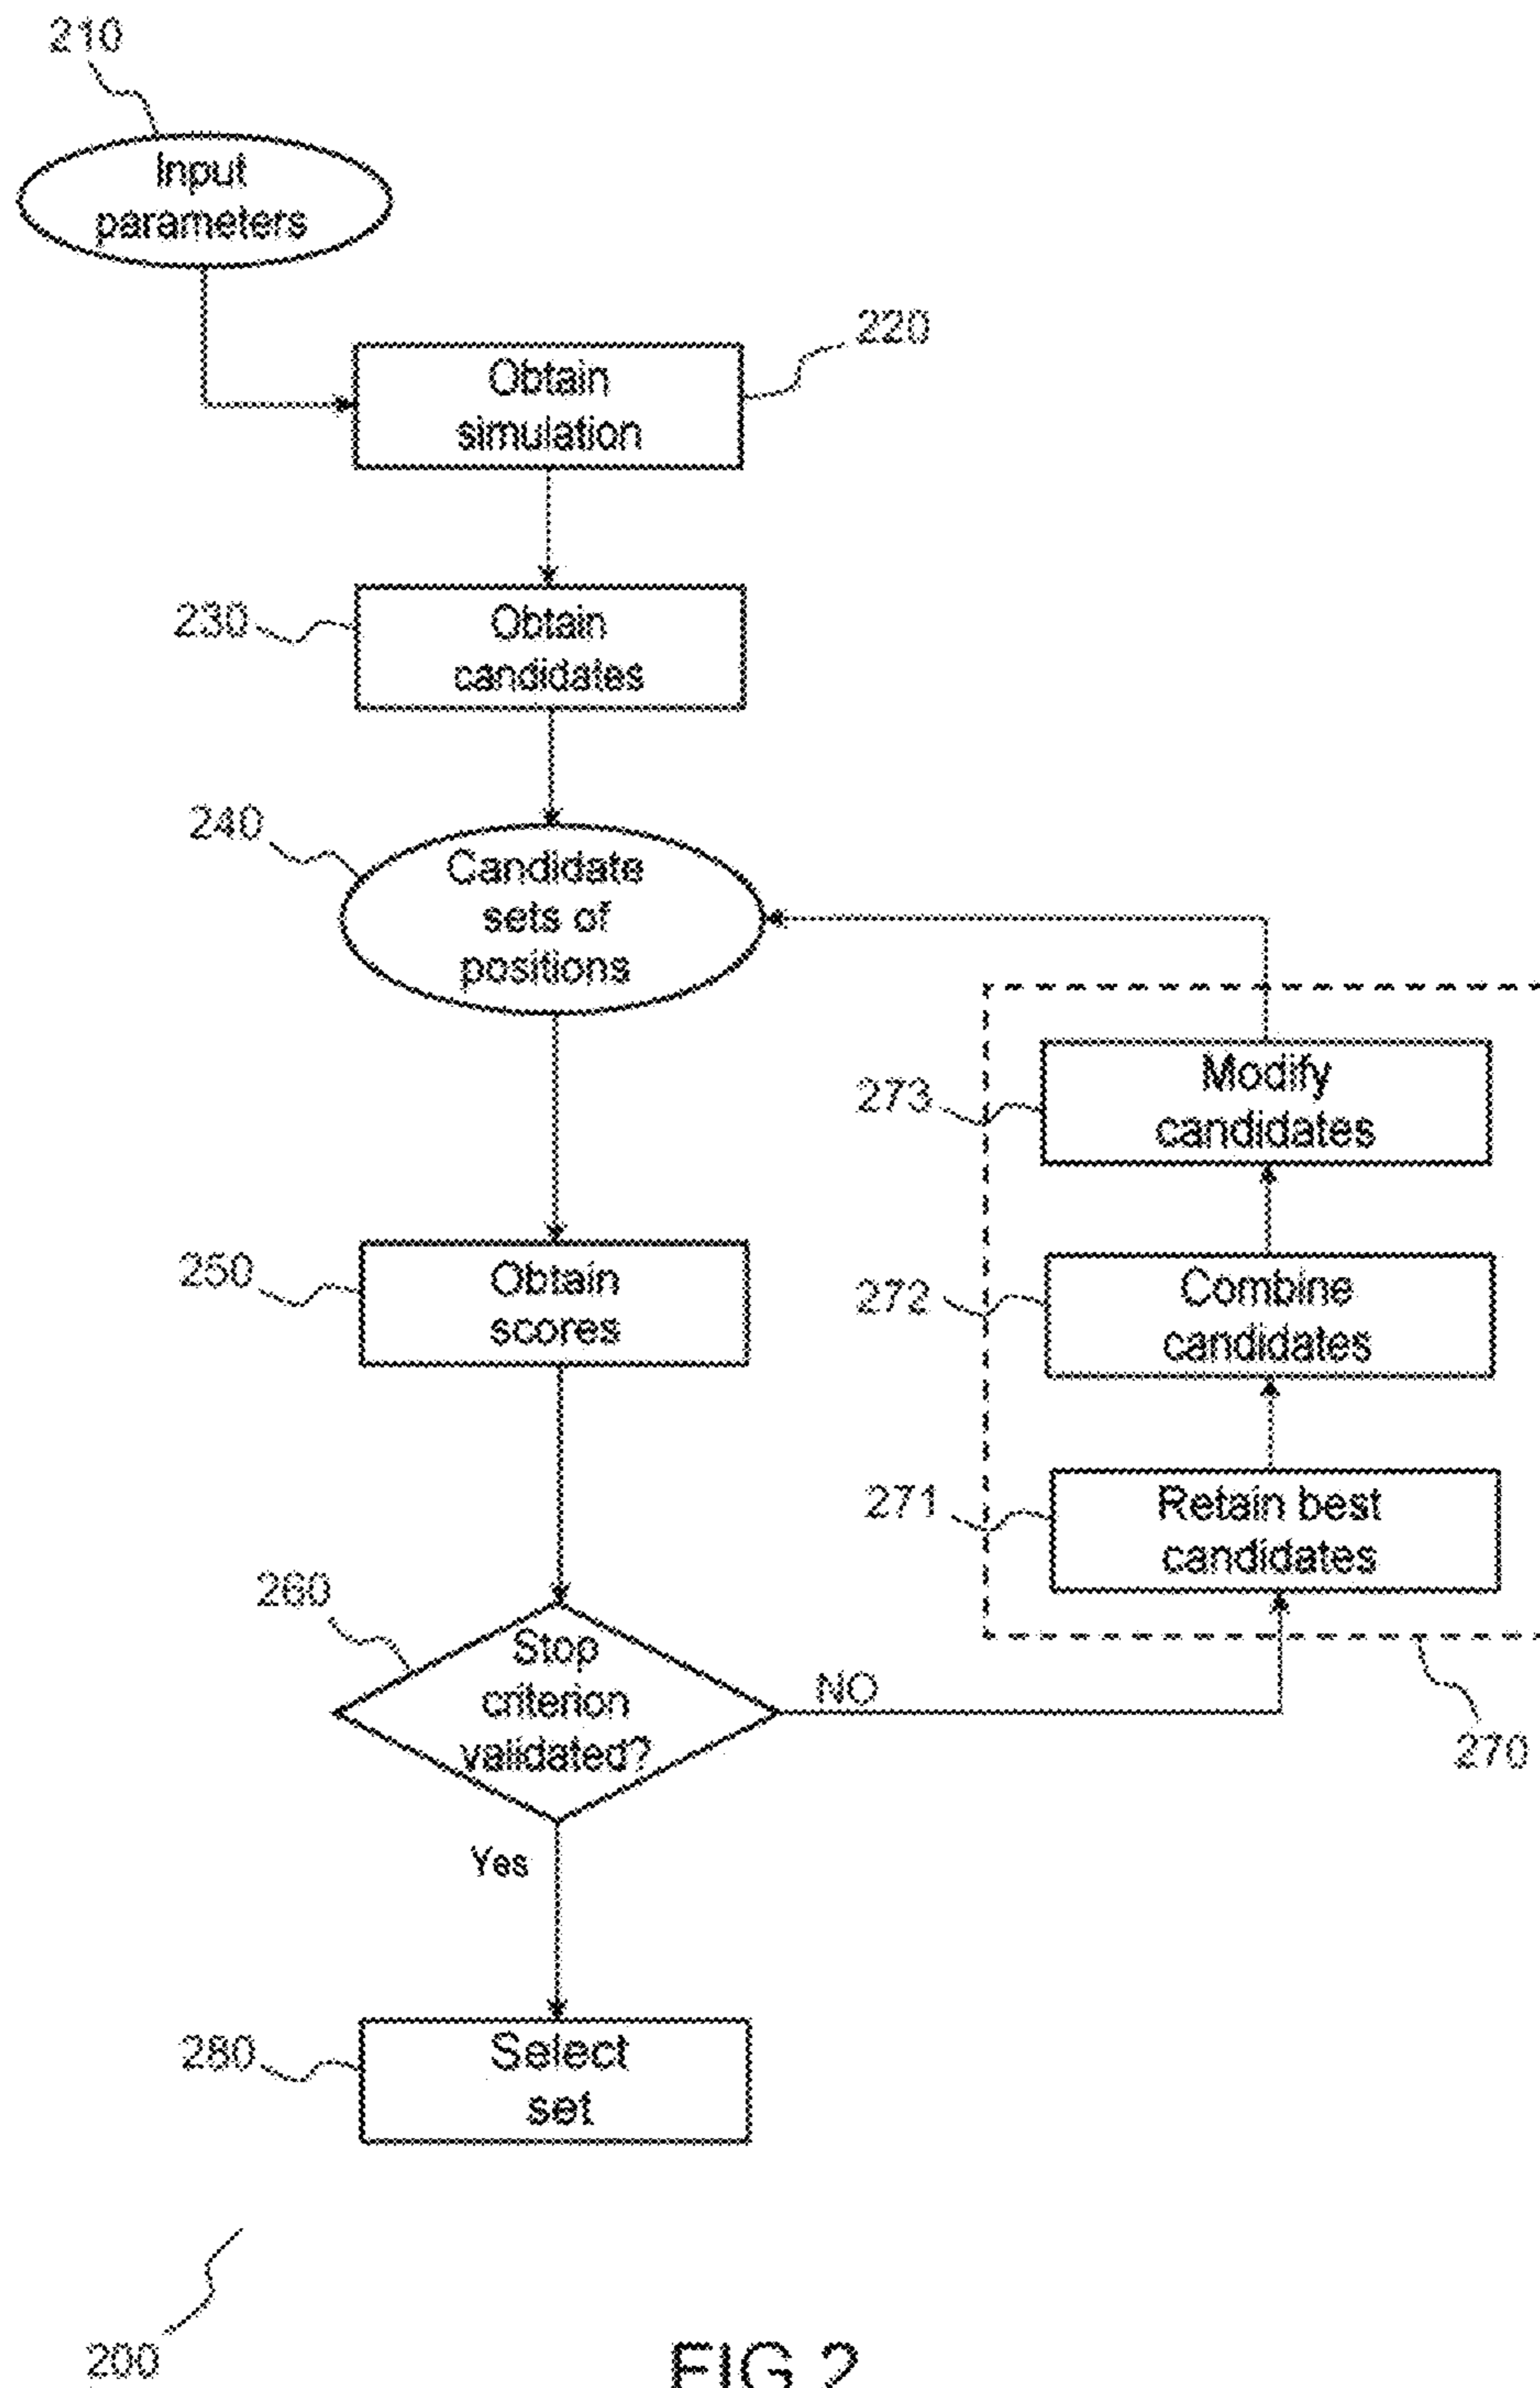 210
Input
parameters
220
Obtain
simulation
230
Obtain
candidates
240
Candidate
sets of
positions
273
Modify
candidates
250
Obtain
scores
272
Combine
candidates
271
Retain best
candidates
260
Stop
criterion
validated?
NO
270
Yes
280
Select
set
200
FIG.2